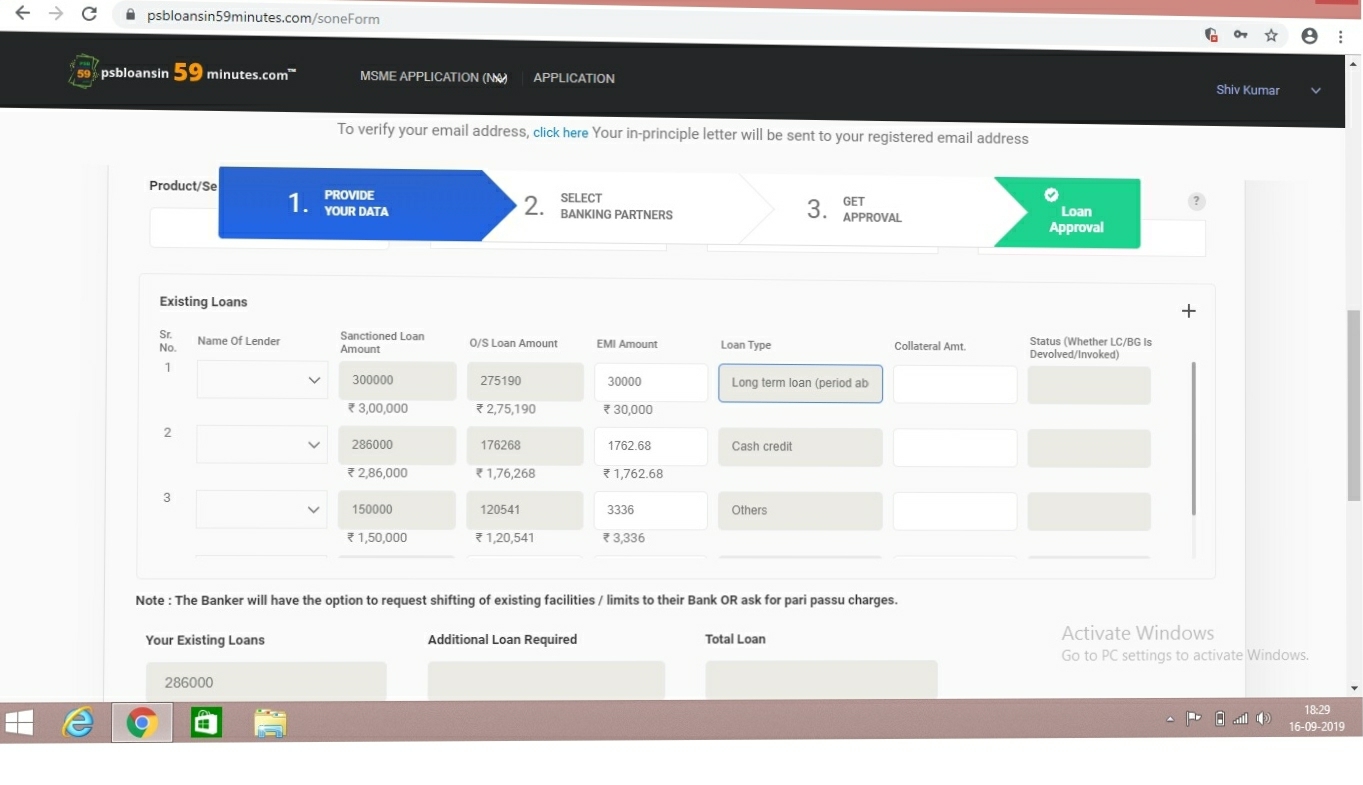 psbloansin59minutes.com/soneForm
PSB 59 psbloansin 59 minutes.com™ MSME APPLICATION APPLICATION Shiv Kumar
To verify your email address, click here Your in-principle letter will be sent to your registered email address
Product/Se
1. PROVIDE YOUR DATA
2. SELECT BANKING PARTNERS
3. GET APPROVAL
Loan Approval
?
Existing Loans +
Sr. No. Name Of Lender Sanctioned Loan Amount O/S Loan Amount EMI Amount Loan Type Collateral Amt. Status (Whether LC/BG Is Devolved/Invoked)
1 300000 275190 30000 Long term loan (period ab
₹ 3,00,000 ₹ 2,75,190 ₹ 30,000
2 286000 176268 1762.68 Cash credit
₹ 2,86,000 ₹ 1,76,268 ₹ 1,762.68
3 150000 120541 3336 Others
₹ 1,50,000 ₹ 1,20,541 ₹ 3,336
Note : The Banker will have the option to request shifting of existing facilities / limits to their Bank OR ask for pari passu charges.
Your Existing Loans Additional Loan Required Total Loan
286000
Activate Windows
Go to PC settings to activate Windows.
18:29
16-09-2019